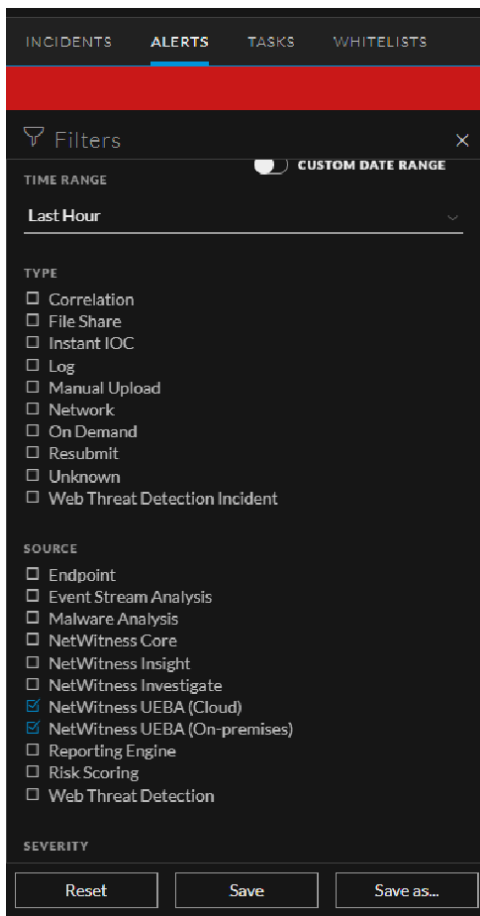 INCIDENTS ALERTS TASKS WHITELISTS
Filters
CUSTOM DATE RANGE
TIME RANGE
Last Hour
TYPE
Correlation
File Share
Instant IOC
Log
Manual Upload
Network
On Demand
Resubmit
Unknown
Web Threat Detection Incident
SOURCE
Endpoint
Event Stream Analysis
Malware Analysis
NetWitness Core
NetWitness Insight
NetWitness Investigate
NetWitness UEBA (Cloud)
NetWitness UEBA (On-premises)
Reporting Engine
Risk Scoring
Web Threat Detection
SEVERITY
Reset Save Save as...